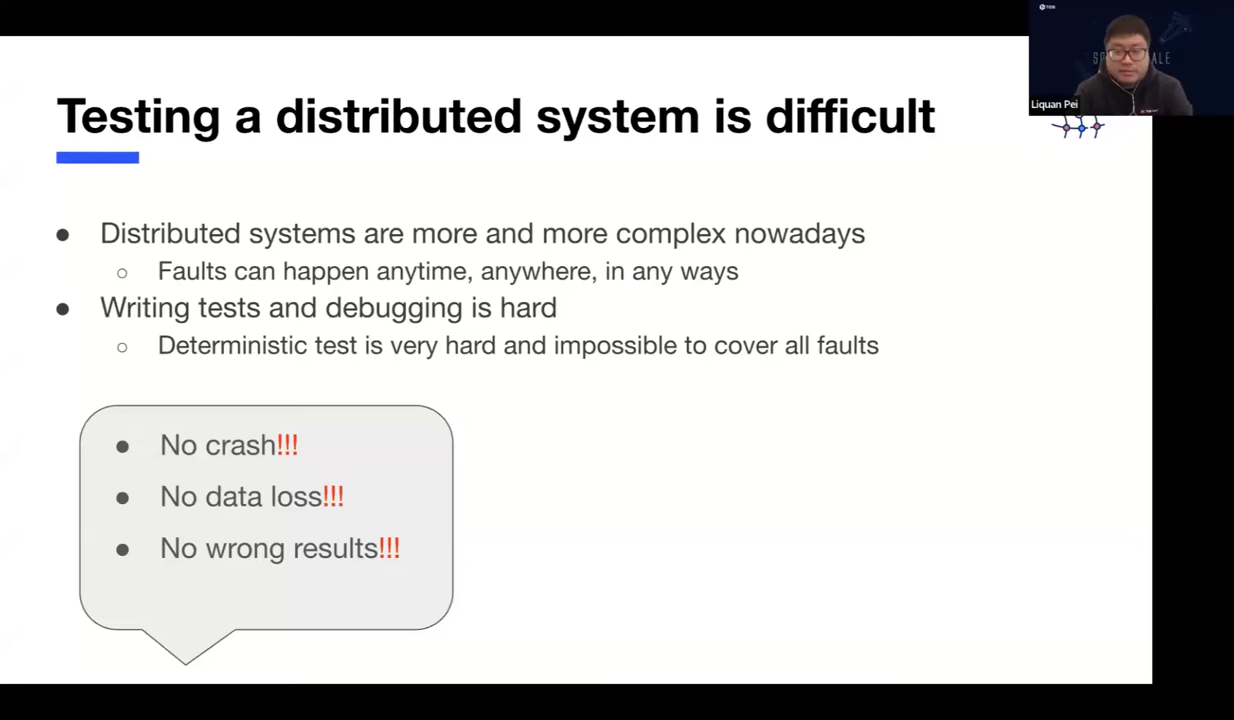 Testing a distributed system is difficult
● Distributed systems are more and more complex nowadays
○ Faults can happen anytime, anywhere, in any ways
● Writing tests and debugging is hard
○ Deterministic test is very hard and impossible to cover all faults
● No crash!!!
● No data loss!!!
● No wrong results!!!
Liquan Pei